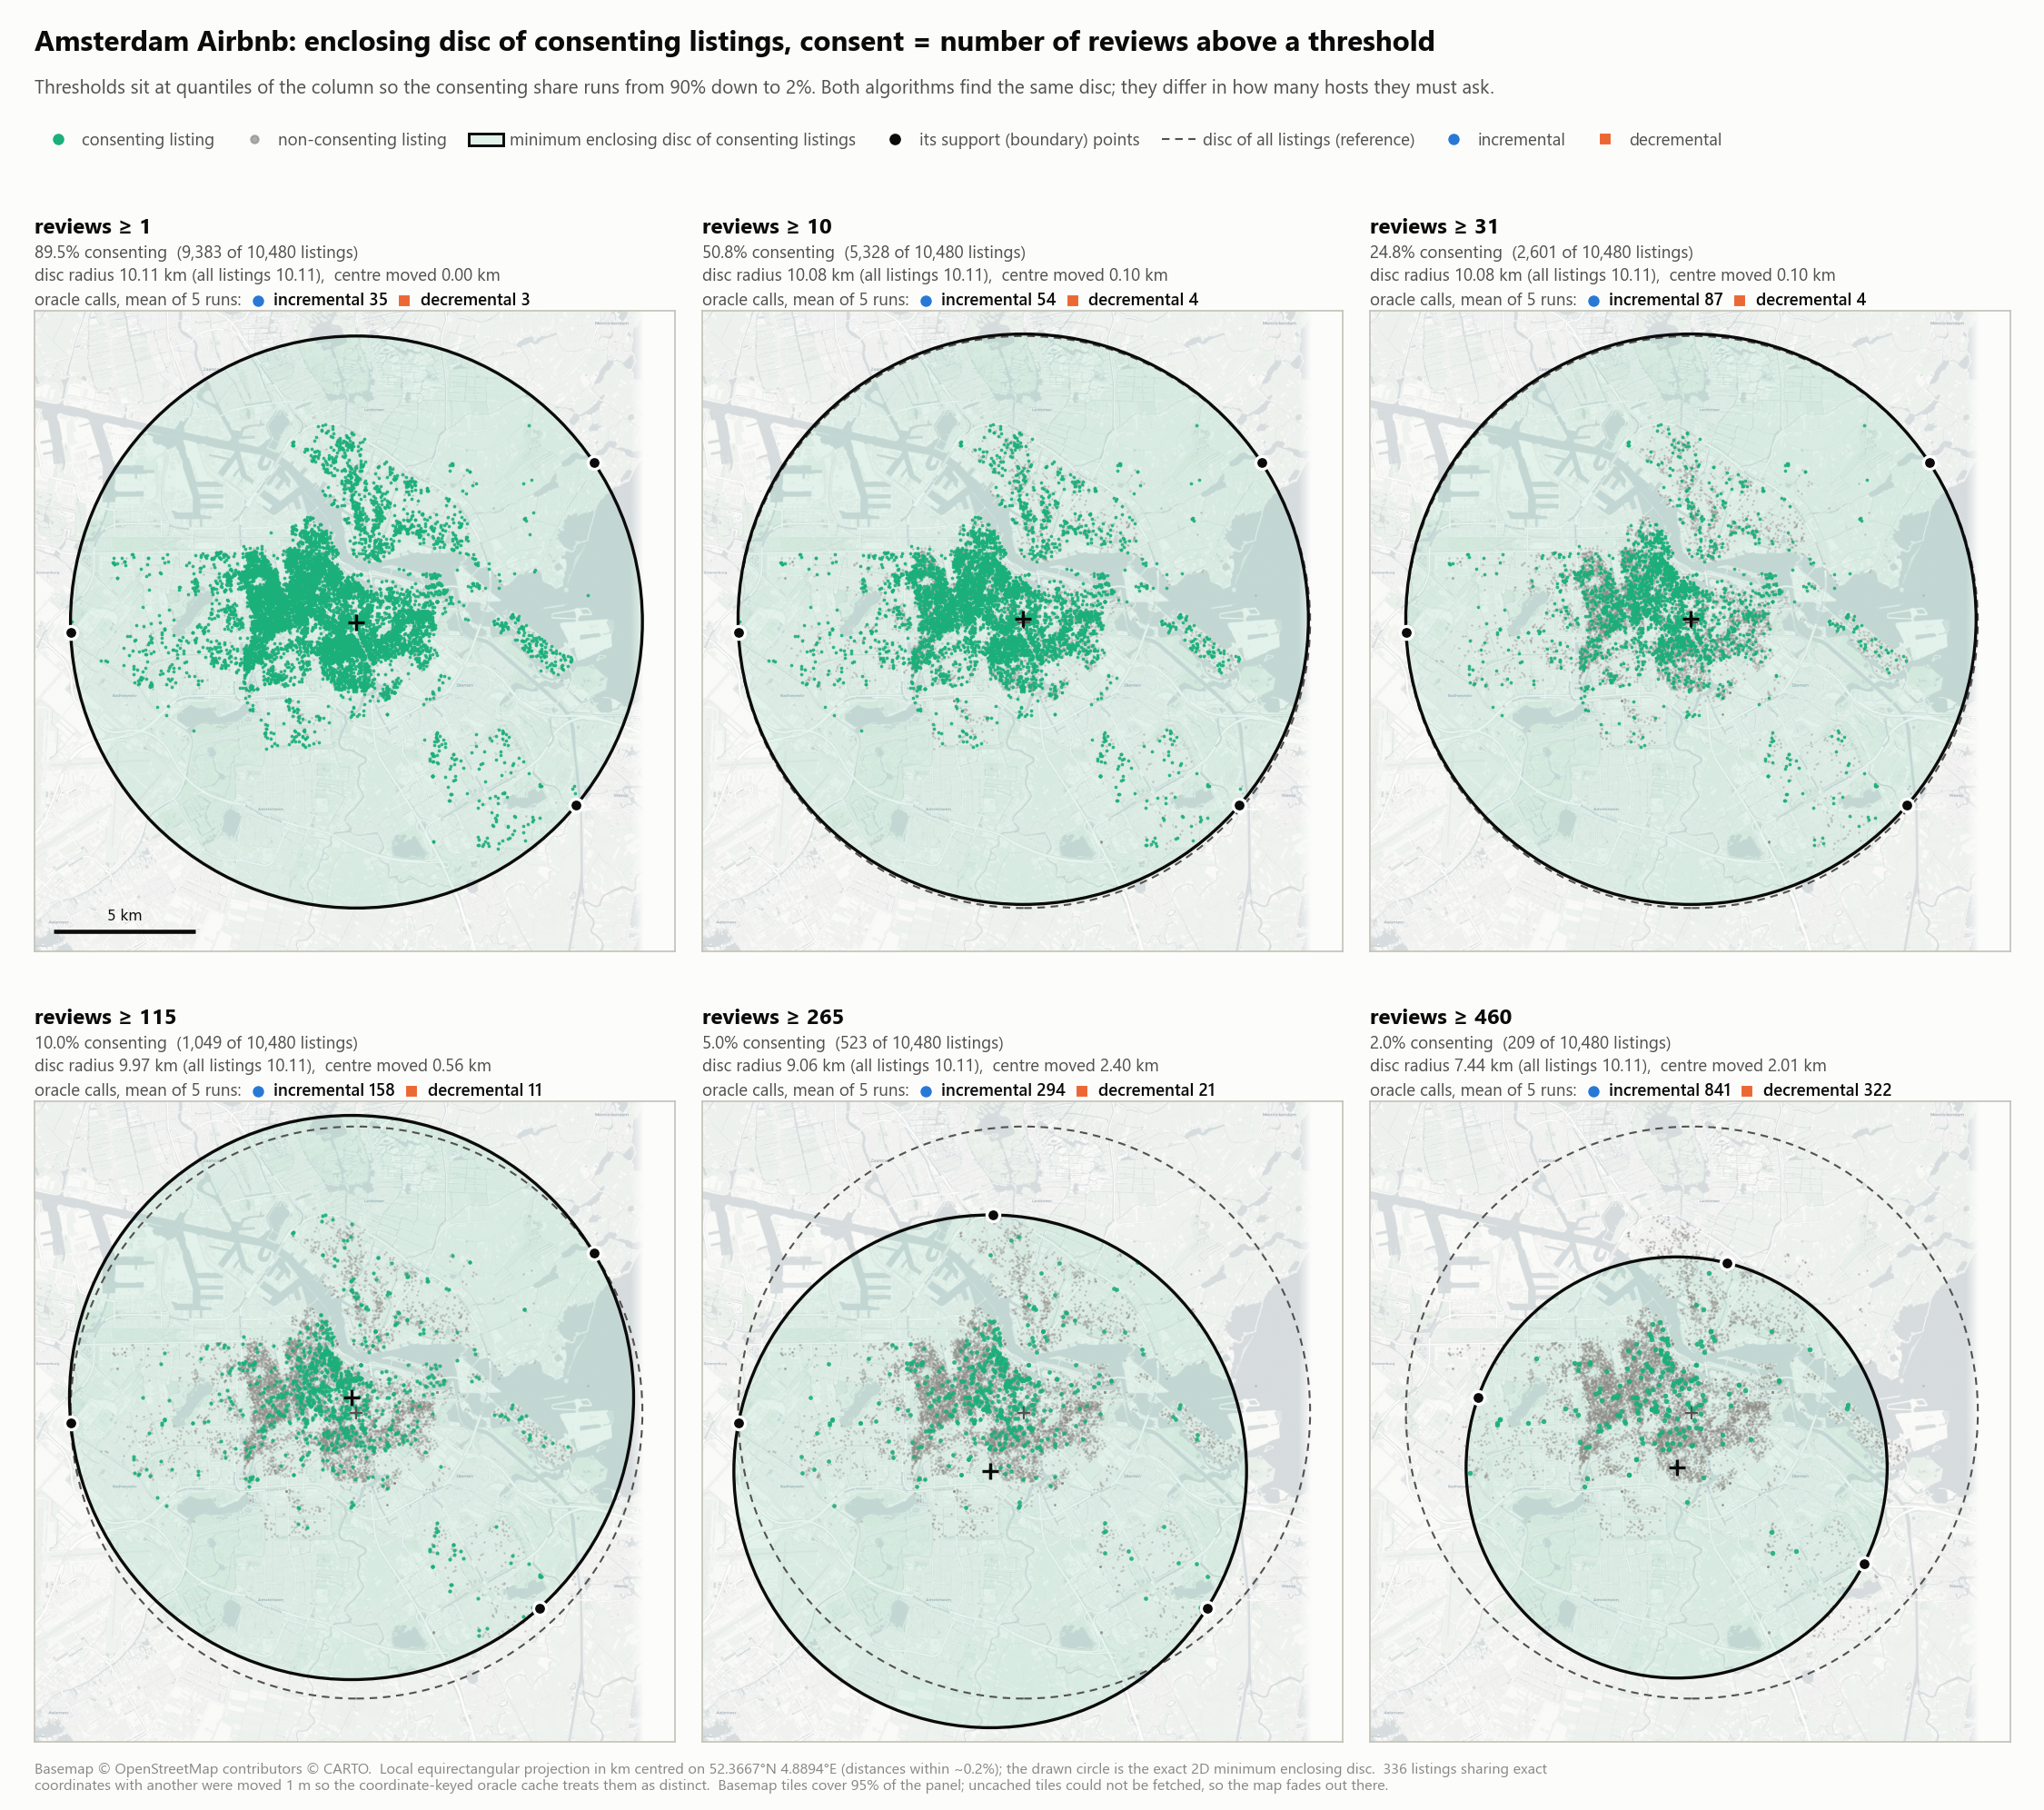 Amsterdam Airbnb: enclosing disc of consenting listings, consent = number of reviews above a threshold
Thresholds sit at quantiles of the column so the consenting share runs from 90% down to 2%. Both algorithms find the same disc; they differ in how many hosts they must ask.
consenting listing non-consenting listing minimum enclosing disc of consenting listings its support (boundary) points disc of all listings (reference) incremental decremental
reviews ≥ 1
89.5% consenting (9,383 of 10,480 listings)
disc radius 10.11 km (all listings 10.11), centre moved 0.00 km
oracle calls, mean of 5 runs: incremental 35 decremental 3
5 km
reviews ≥ 10
50.8% consenting (5,328 of 10,480 listings)
disc radius 10.08 km (all listings 10.11), centre moved 0.10 km
oracle calls, mean of 5 runs: incremental 54 decremental 4
reviews ≥ 31
24.8% consenting (2,601 of 10,480 listings)
disc radius 10.08 km (all listings 10.11), centre moved 0.10 km
oracle calls, mean of 5 runs: incremental 87 decremental 4
reviews ≥ 115
10.0% consenting (1,049 of 10,480 listings)
disc radius 9.97 km (all listings 10.11), centre moved 0.56 km
oracle calls, mean of 5 runs: incremental 158 decremental 11
reviews ≥ 265
5.0% consenting (523 of 10,480 listings)
disc radius 9.06 km (all listings 10.11), centre moved 2.40 km
oracle calls, mean of 5 runs: incremental 294 decremental 21
reviews ≥ 460
2.0% consenting (209 of 10,480 listings)
disc radius 7.44 km (all listings 10.11), centre moved 2.01 km
oracle calls, mean of 5 runs: incremental 841 decremental 322
Basemap © OpenStreetMap contributors © CARTO. Local equirectangular projection in km centred on 52.3667°N 4.8894°E (distances within ~0.2%); the drawn circle is the exact 2D minimum enclosing disc. 336 listings sharing exact
coordinates with another were moved 1 m so the coordinate-keyed oracle cache treats them as distinct. Basemap tiles cover 95% of the panel; uncached tiles could not be fetched, so the map fades out there.